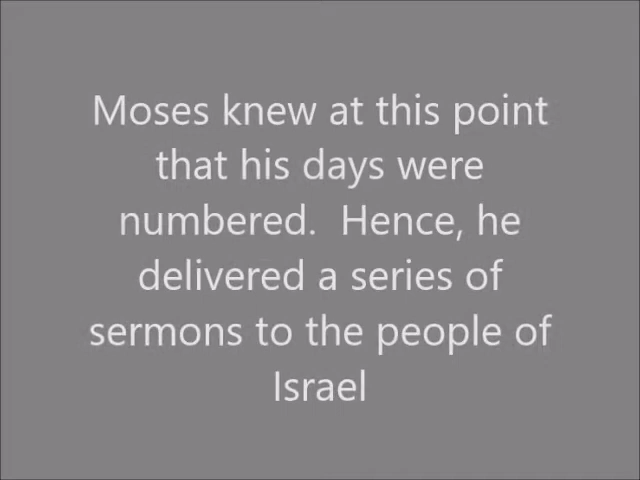 Moses knew at this point
that his days were
numbered.  Hence, he
delivered a series of
sermons to the people of
Israel